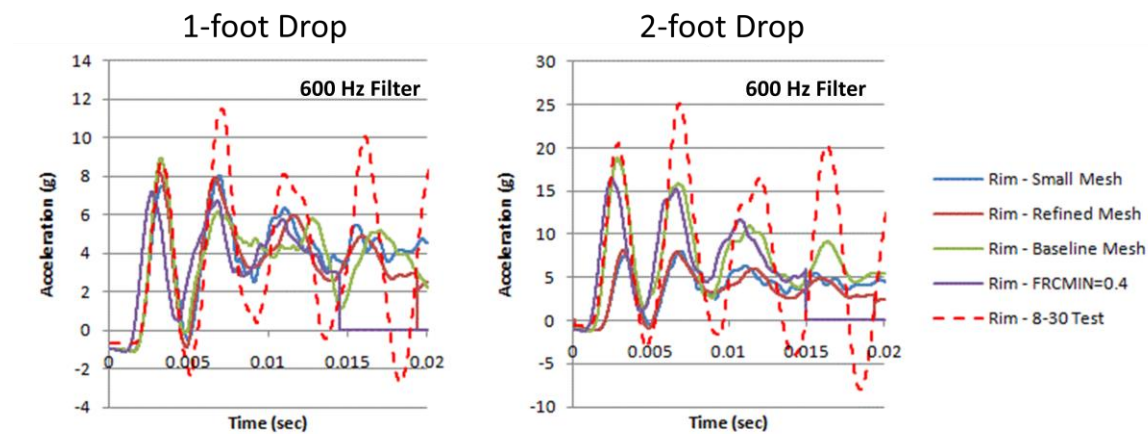 1-foot Drop
2-foot Drop
600 Hz Filter
14
12
10
8
6
4
2
0
-2
-4
0
0.005
0.01
0.015
0.02
Acceleration (g)
Time (sec)
600 Hz Filter
30
25
20
15
10
5
0
-5
-10
0
0.005
0.01
0.015
0.02
Acceleration (g)
Time (sec)
Rim - Small Mesh
Rim - Refined Mesh
Rim - Baseline Mesh
Rim - FRCMIN=0.4
Rim - 8-30 Test